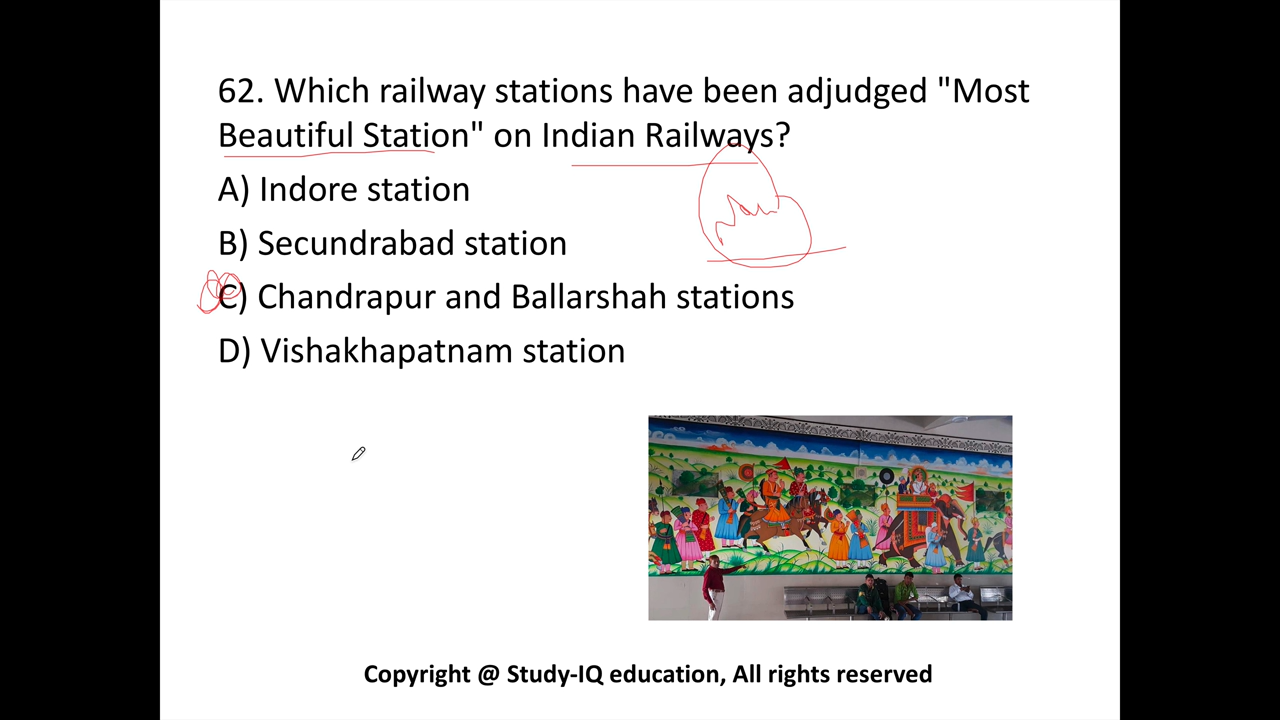 62. Which railway stations have been adjudged "Most
Beautiful Station" on Indian Railways?
A) Indore station
B) Secundrabad station
C) Chandrapur and Ballarshah stations
D) Vishakhapatnam station
Copyright @ Study-IQ education, All rights reserved